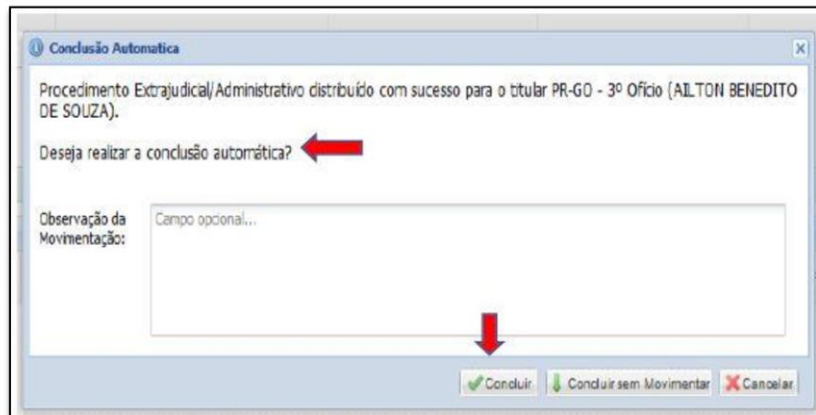 Conclusão Automatica
Procedimento Extrajudicial/Administrativo distribuído com sucesso para o titular PR-GO - 3º Ofício (AILTON BENEDITO
DE SOUZA).
Deseja realizar a conclusão automática?
Observação da
Movimentação:
Campo opcional...
Concluir
Concluir sem Movimentar
Cancelar